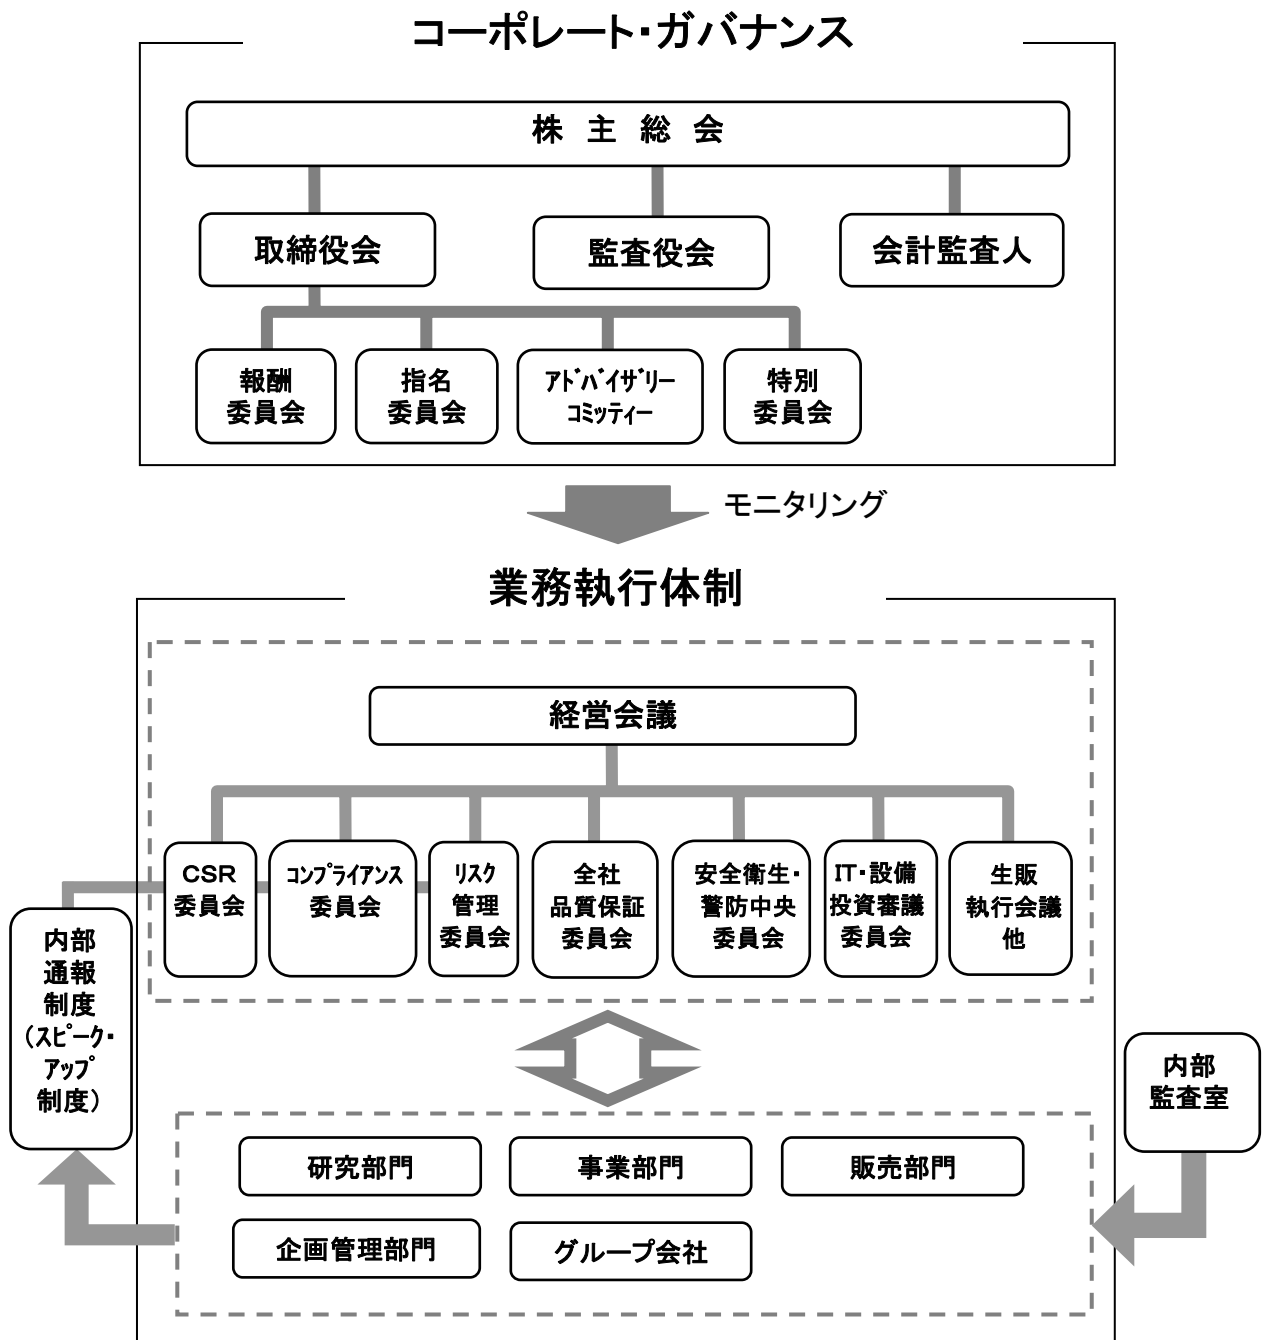 コーポレート・ガバナンス
株 主 総 会
取締役会
監査役会
会計監査人
報酬
委員会
指名
委員会
ｱﾄﾞﾊﾞｲｻﾞﾘｰ
ｺﾐｯﾃｨｰ
特別
委員会
モニタリング
業務執行体制
経営会議
CSR
委員会
ｺﾝﾌﾟﾗｲｱﾝｽ
委員会
ﾘｽｸ
管理
委員会
全社
品質保証
委員会
安全衛生・
警防中央
委員会
IT・設備
投資審議
委員会
生販
執行会議
他
内部
通報
制度
（ｽﾋﾟｰｸ・
ｱｯﾌﾟ
制度）
内部
監査室
研究部門
事業部門
販売部門
企画管理部門
グループ会社